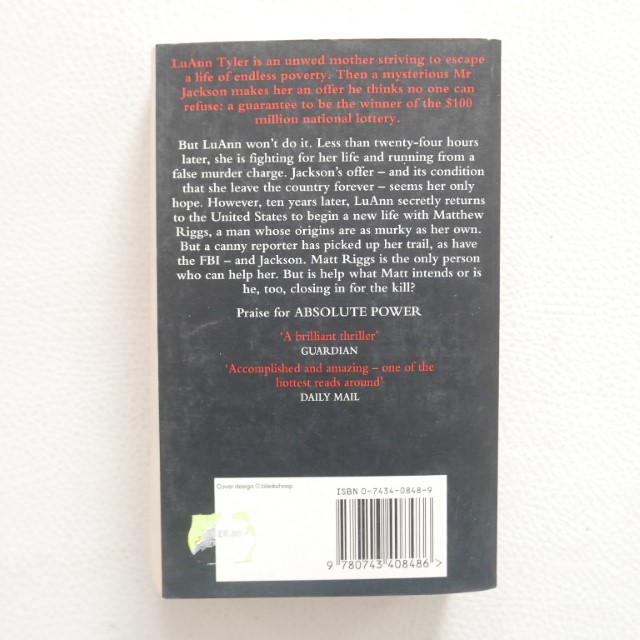 LuAnn Tyler is an unwed mother striving to escape
a life of endless poverty. Then a mysterious Mr
Jackson makes her an offer he thinks no one can
refuse: a guarantee to be the winner of the $100
million national lottery.
But LuAnn won't do it. Less than twenty-four hours
later, she is fighting for her life and running from a
false murder charge. Jackson's offer – and its condition
that she leave the country forever – seems her only
hope. However, ten years later, LuAnn secretly returns
to the United States to begin a new life with Matthew
Riggs, a man whose origins are as murky as her own.
But a canny reporter has picked up her trail, as have
the FBI – and Jackson. Matt Riggs is the only person
who can help her. But is help what Matt intends or is
he, too, closing in for the kill?
Praise for ABSOLUTE POWER
'A brilliant thriller'
GUARDIAN
'Accomplished and amazing – one of the
hottest reads around'
DAILY MAIL
Cover design © blacksheep
ISBN 0-7434-0848-9
9 780743 408486 >